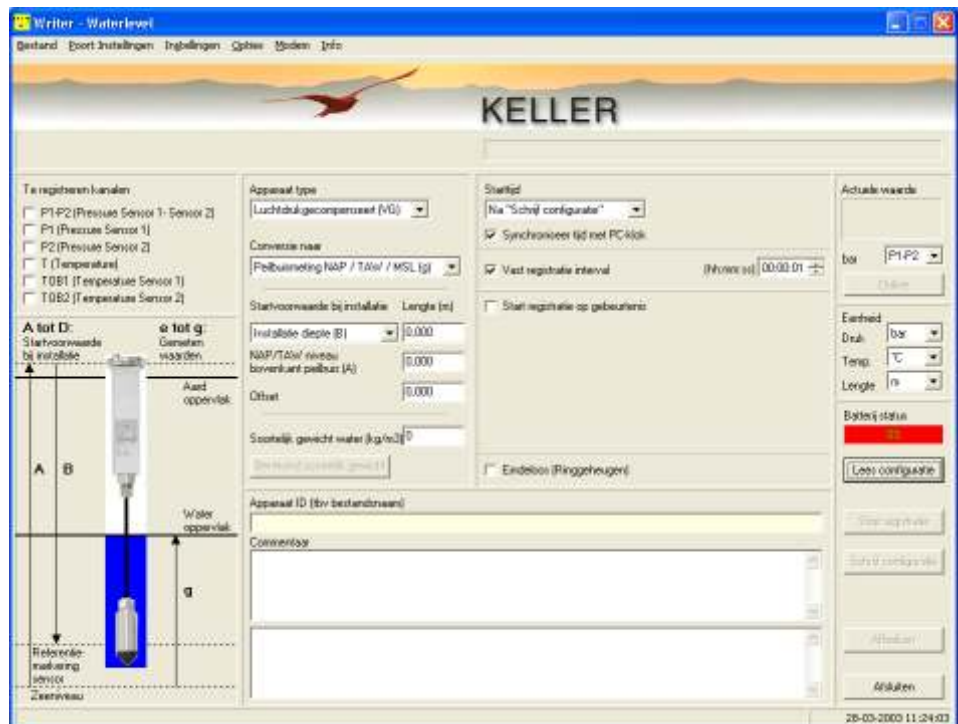 Writer - Waterlevel
Bestand Poort Instellingen Instellingen Opties Modem Info
KELLER
Te registreren kanalen
P1-P2 (Pressure Sensor 1- Sensor 2)
P1 (Pressure Sensor 1)
P2 (Pressure Sensor 2)
T (Temperature)
TOB1 (Temperature Sensor 1)
TOB2 (Temperature Sensor 2)
A tot D:
Startvoorwaarde
bij installatie
e tot g:
Gemeten
waarden
Aard
oppervlak
A
B
Water
oppervlak
g
Referentie-
markering
sensor
Zeeniveau
Apparaat type
Luchtdruk gecompenseert (VG)
Conversie naar
Peilbuismeting NAP / TAW / MSL (g)
Startvoorwaarde bij installatie Lengte (m)
Installatie diepte (B) 0.000
NAP/TAW niveau
bovenkant peilbuis (A) 0.000
Offset 0.000
Soortelijk gewicht water (kg/m3) 0
Starttijd
Na "Schrijf configuratie"
Synchroniseer tijd met PC-klok
Vast registratie interval (hh:mm:ss) 00:00:01
Start registratie op gebeurtenis
Eindeloos (Ringgeheugen)
Apparaat ID (tbv bestandsnaam)
Commentaar
Actuele waarde
bar P1-P2
Online
Eenheid
Druk bar
Temp. °C
Lengte m
Batterij status
Lees configuratie
Schrijf configuratie
Afbreken
Afsluiten
28-03-2003 11:24:03